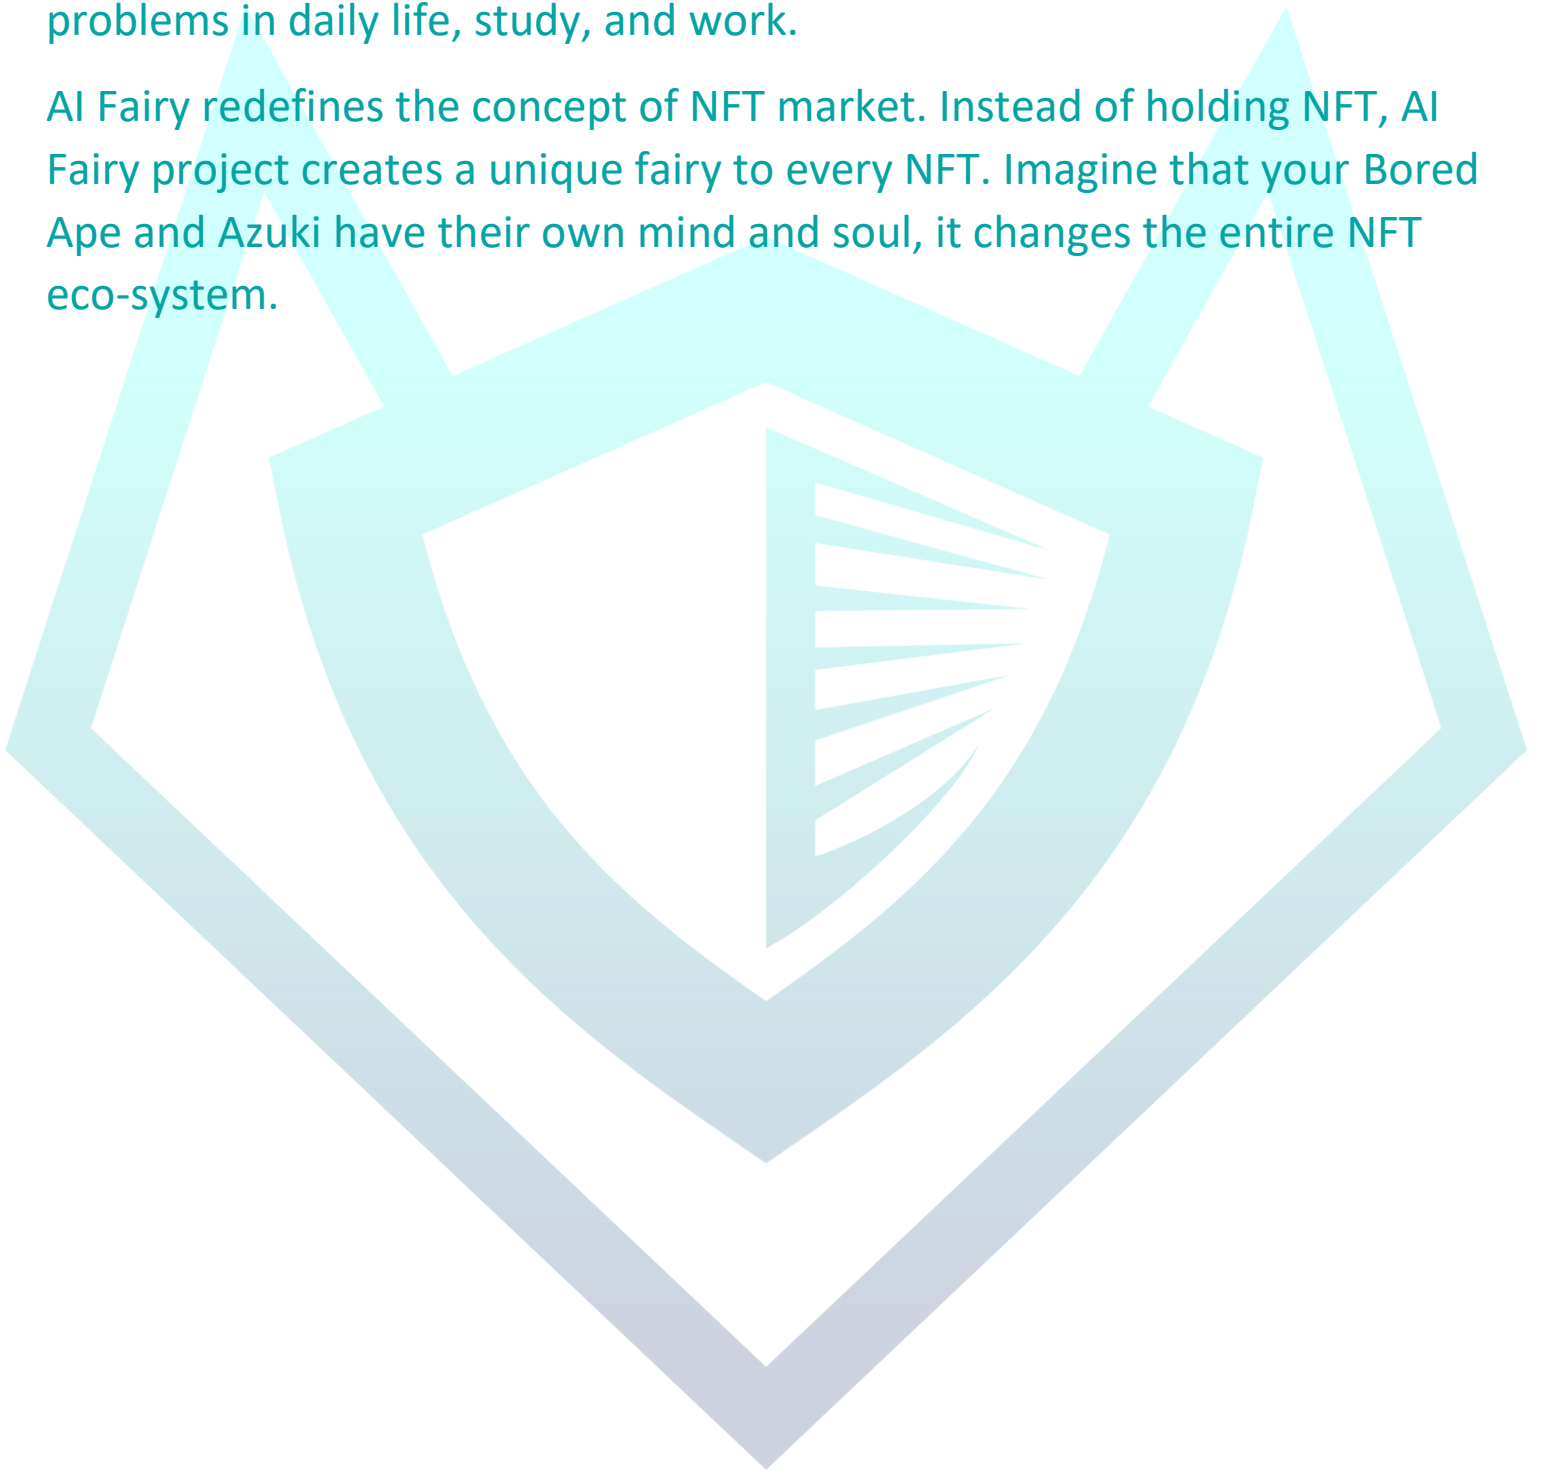 problems in daily life, study, and work.
AI Fairy redefines the concept of NFT market. Instead of holding NFT, AI
Fairy project creates a unique fairy to every NFT. Imagine that your Bored
Ape and Azuki have their own mind and soul, it changes the entire NFT
eco-system.